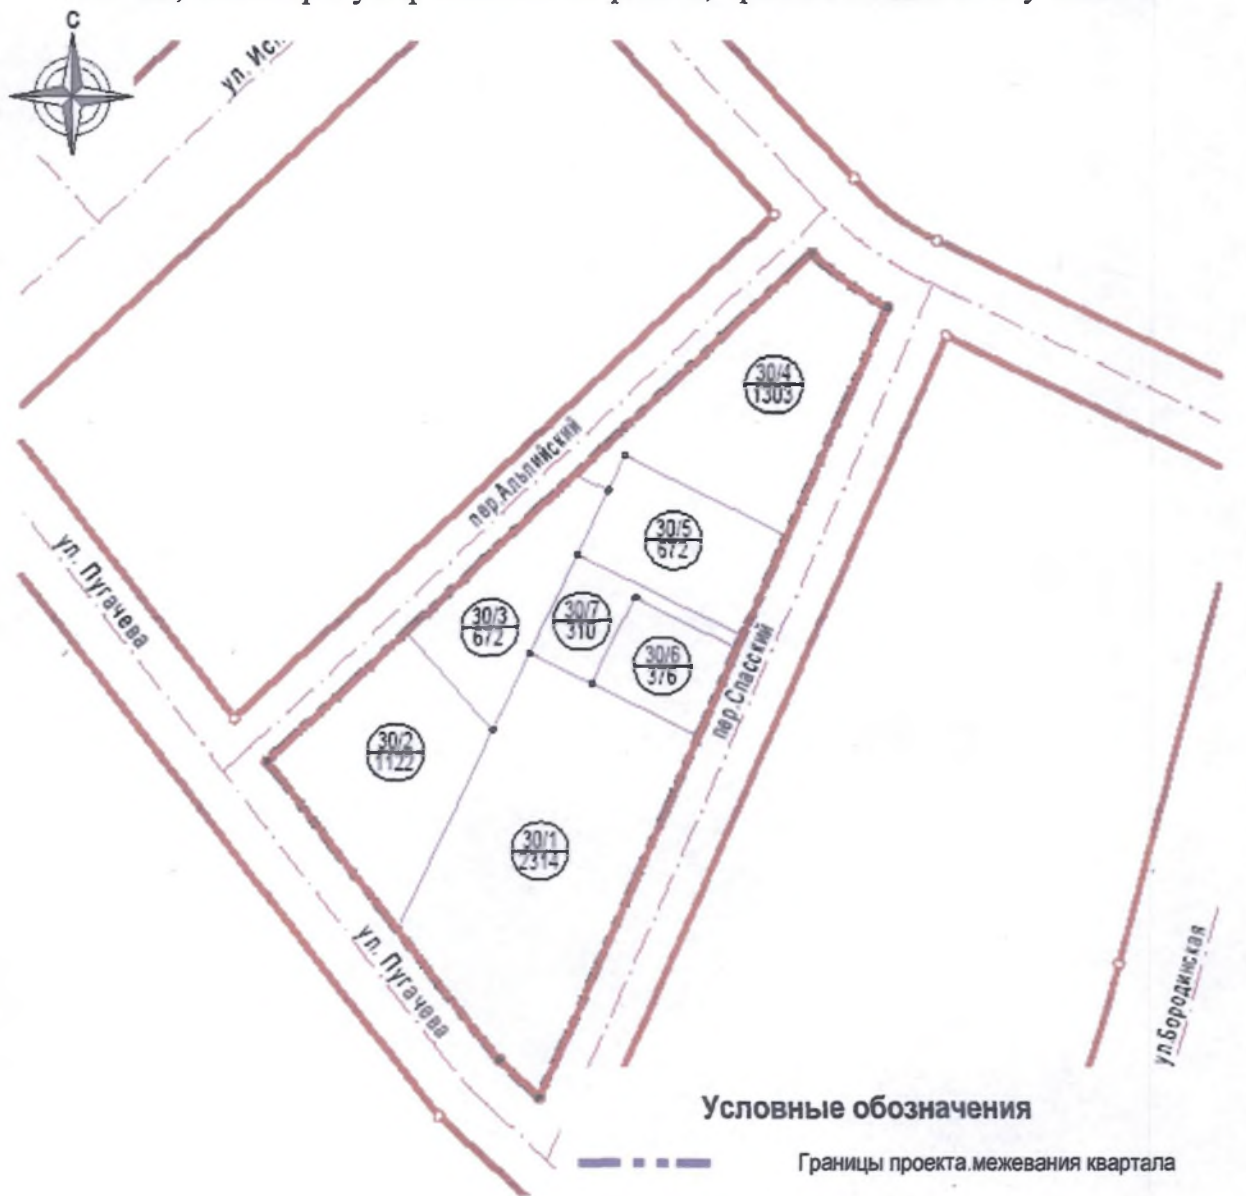 С
ул. Ис
30/4
1303
пер.Альпийский
30/5
672
ул. Пугачева
30/3
672
30/7
310
30/6
376
пер.Спасский
30/2
1122
30/1
2314
ул. Пугачева
ул.Бородинская
Условные обозначения
Границы проекта.межевания квартала